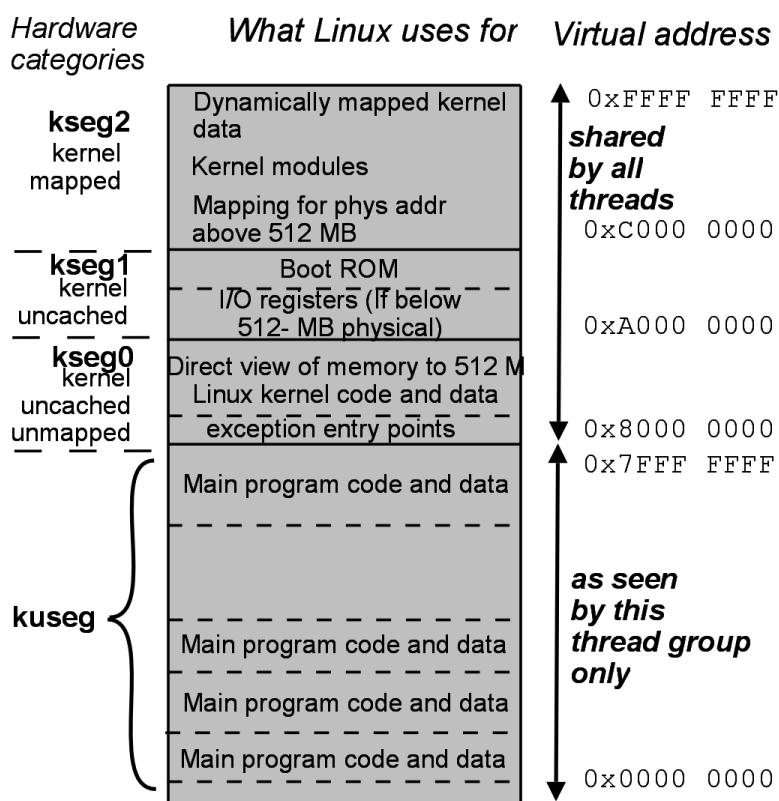 Hardware
categories
What Linux uses for
Virtual address
kseg2
kernel
mapped
Dynamically mapped kernel
data
Kernel modules
Mapping for phys addr
above 512 MB
0xFFFF FFFF
shared
by all
threads
0xC000 0000
kseg1
kernel
uncached
Boot ROM
I/O registers (If below
512- MB physical)
0xA000 0000
kseg0
kernel
uncached
unmapped
Direct view of memory to 512 M
Linux kernel code and data
exception entry points
0x8000 0000
0x7FFF FFFF
kuseg
Main program code and data
Main program code and data
Main program code and data
Main program code and data
as seen
by this
thread group
only
0x0000 0000